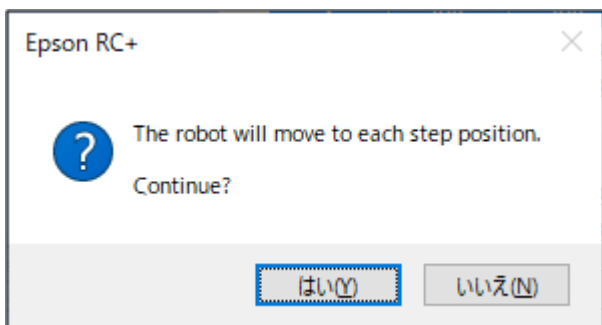 Epson RC+
The robot will move to each step position.
Continue?
はい(Y)
いいえ(N)